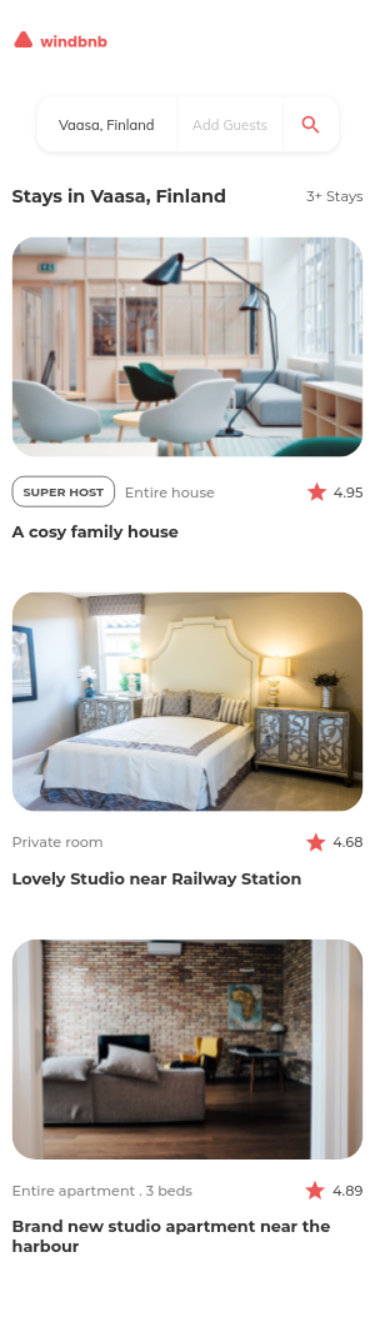 windbnb
Vaasa, Finland Add Guests
Stays in Vaasa, Finland 3+ Stays
SUPER HOST Entire house 4.95
A cosy family house
Private room 4.68
Lovely Studio near Railway Station
Entire apartment . 3 beds 4.89
Brand new studio apartment near the
harbour